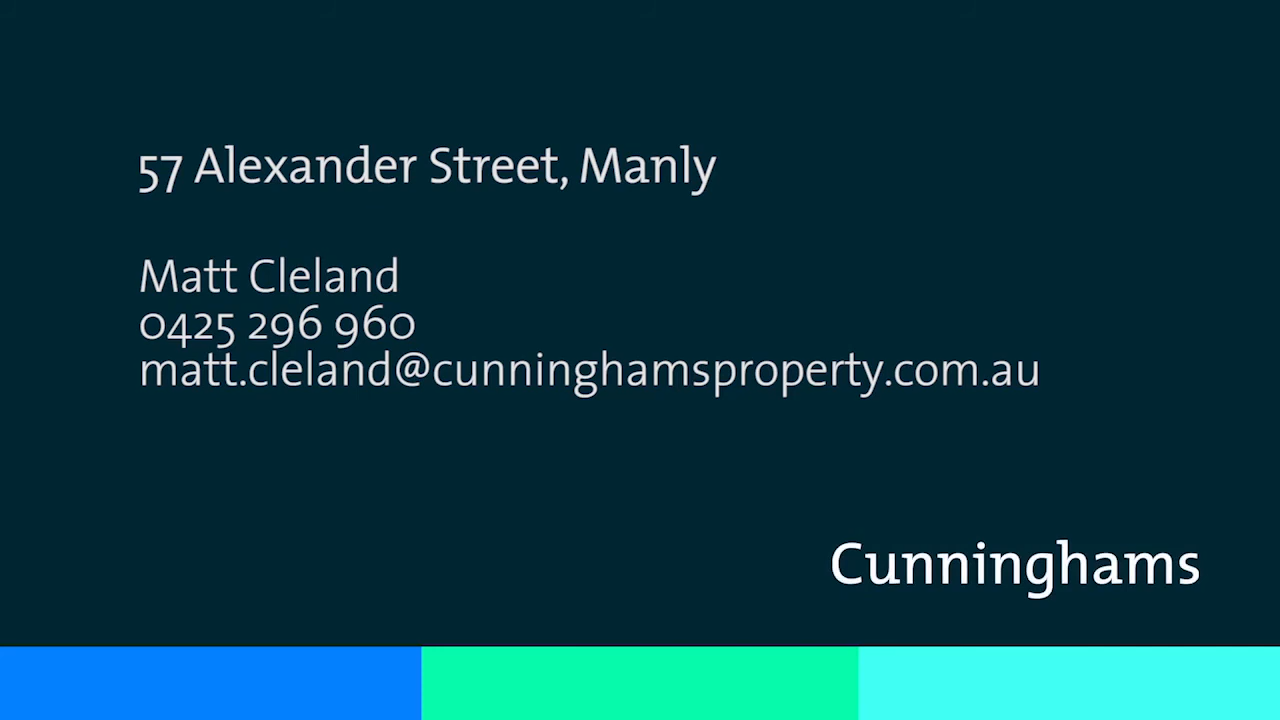 57 Alexander Street, Manly
Matt Cleland
0425 296 960
matt.cleland@cunninghamsproperty.com.au
Cunninghams